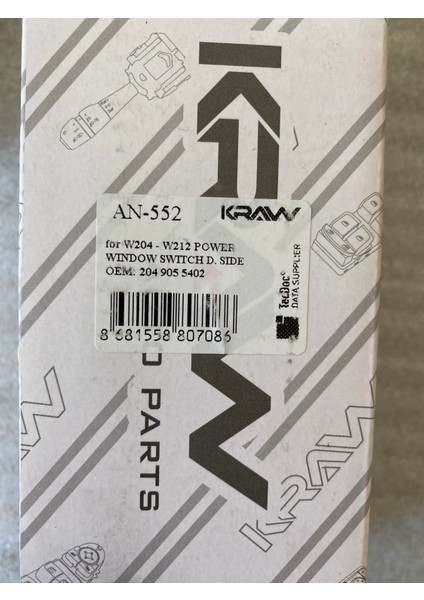 KRAW
AN-552
KRAW
for W204 - W212 POWER
WINDOW SWITCH D. SIDE
OEM: 204 905 5402
TecDoc®
DATA SUPPLIER
8 681558 807086
O PARTS
KRAW